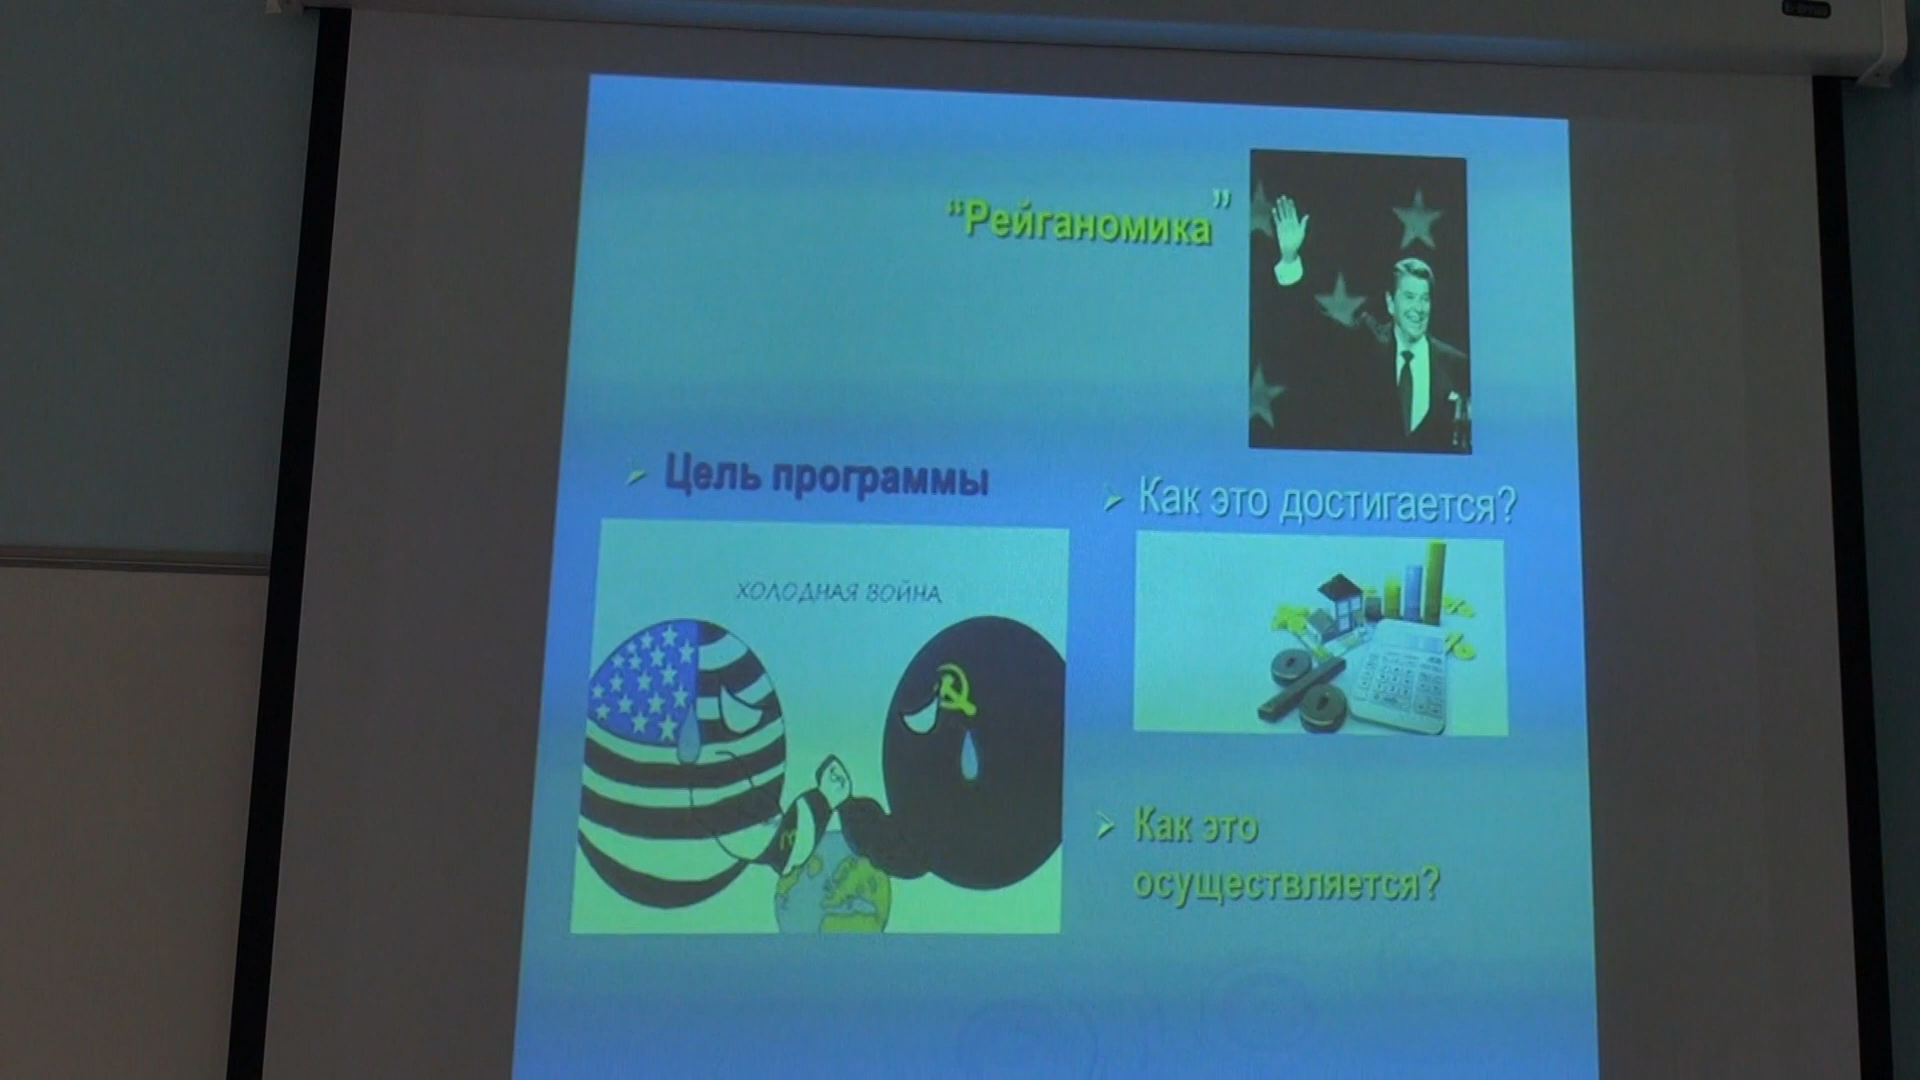 “Рейганомика”
Цель программы
Как это достигается?
ХОЛОДНАЯ ВОЙНА
Как это
осуществляется?